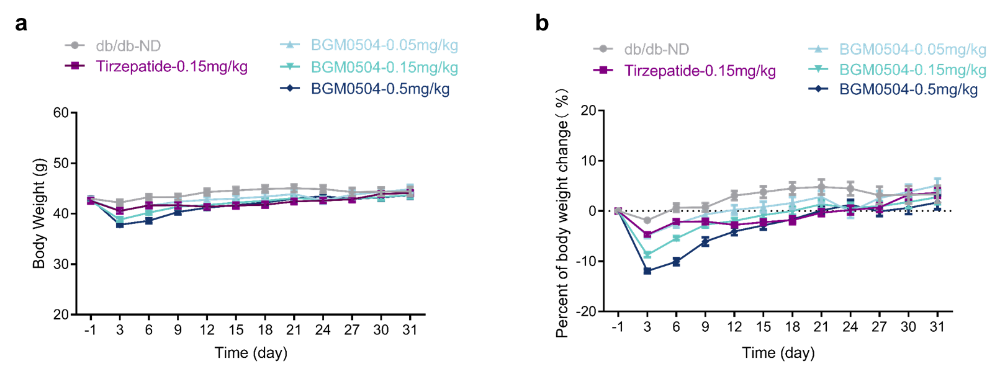 a
db/db-ND
Tirzepatide-0.15mg/kg
BGM0504-0.05mg/kg
BGM0504-0.15mg/kg
BGM0504-0.5mg/kg
Body Weight (g)
60
50
40
30
20
-1 3 6 9 12 15 18 21 24 27 30 31
Time (day)
b
db/db-ND
Tirzepatide-0.15mg/kg
BGM0504-0.05mg/kg
BGM0504-0.15mg/kg
BGM0504-0.5mg/kg
Percent of body weight change( %)
20
10
0
-10
-20
-1 3 6 9 12 15 18 21 24 27 30 31
Time (day)